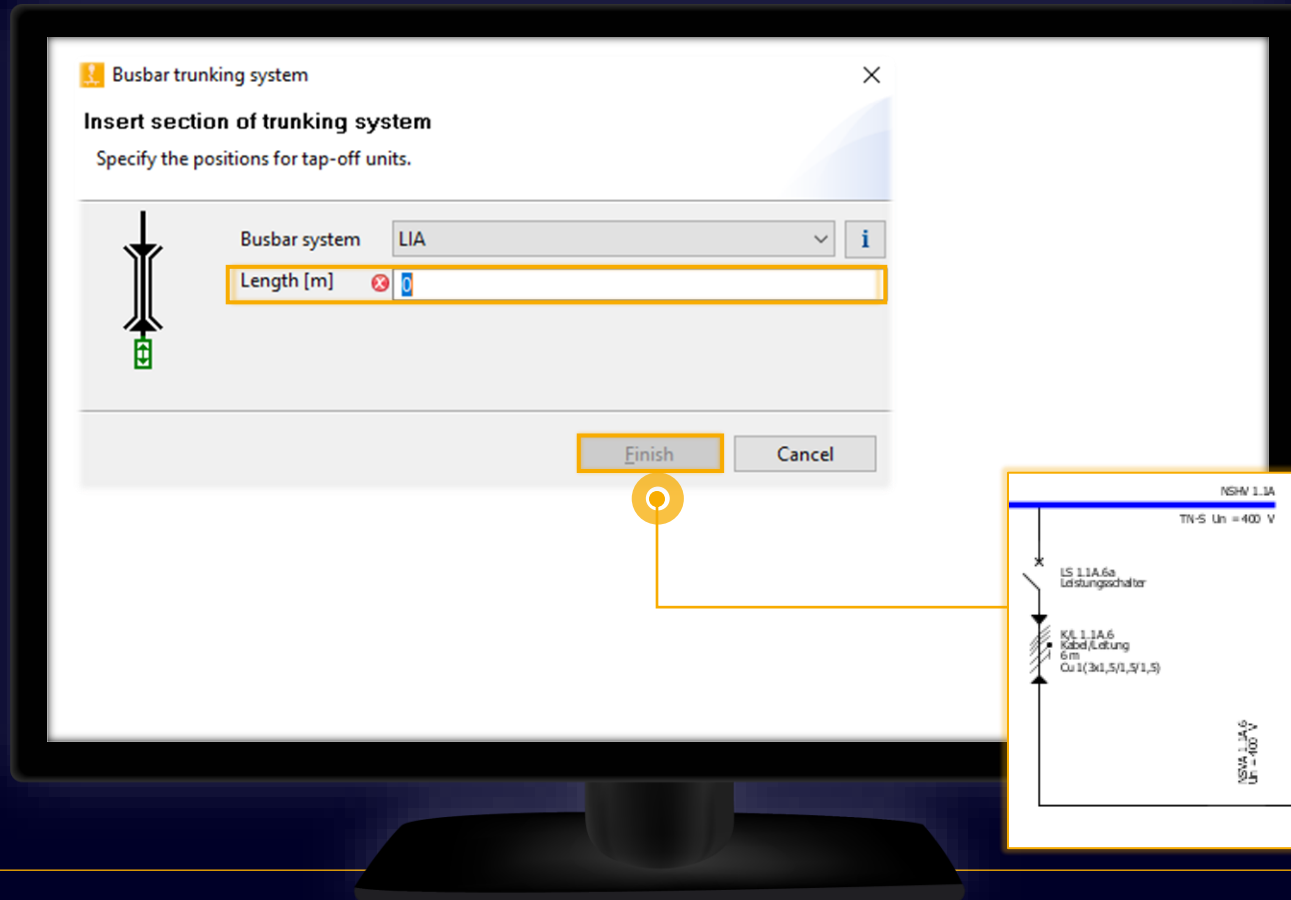 Busbar trunking system
Insert section of trunking system
Specify the positions for tap-off units.
Busbar system
LIA
i
Length [m]
0
Finish
Cancel
NSHV 1.1A
TN-S Un = 400 V
LS 1.1A.6a
Leistungsschalter
K/L 1.1A.6
Kabel/Leitung
6 m
Cu 1(3x1,5/1,5/1,5)
NSVA 1.1A.6
Un = 400 V